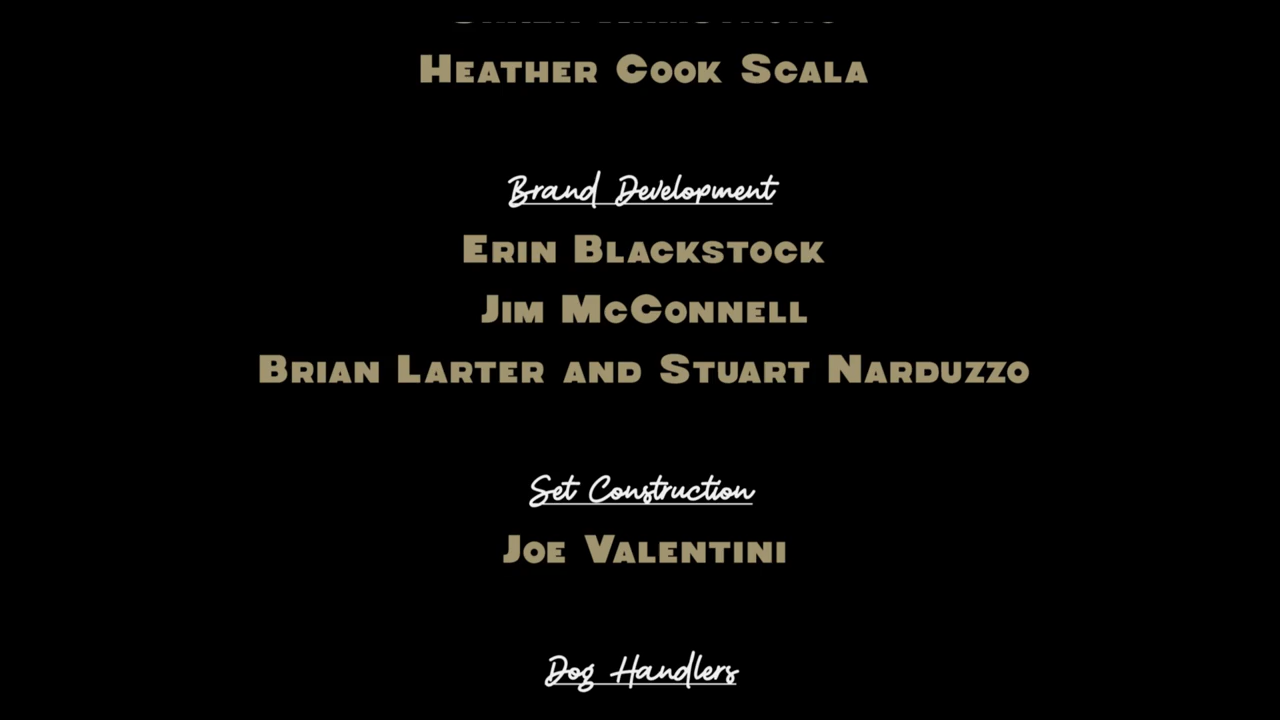 Heather Cook Scala
Brand Development
Erin Blackstock
Jim McConnell
Brian Larter and Stuart Narduzzo
Set Construction
Joe Valentini
Dog Handlers